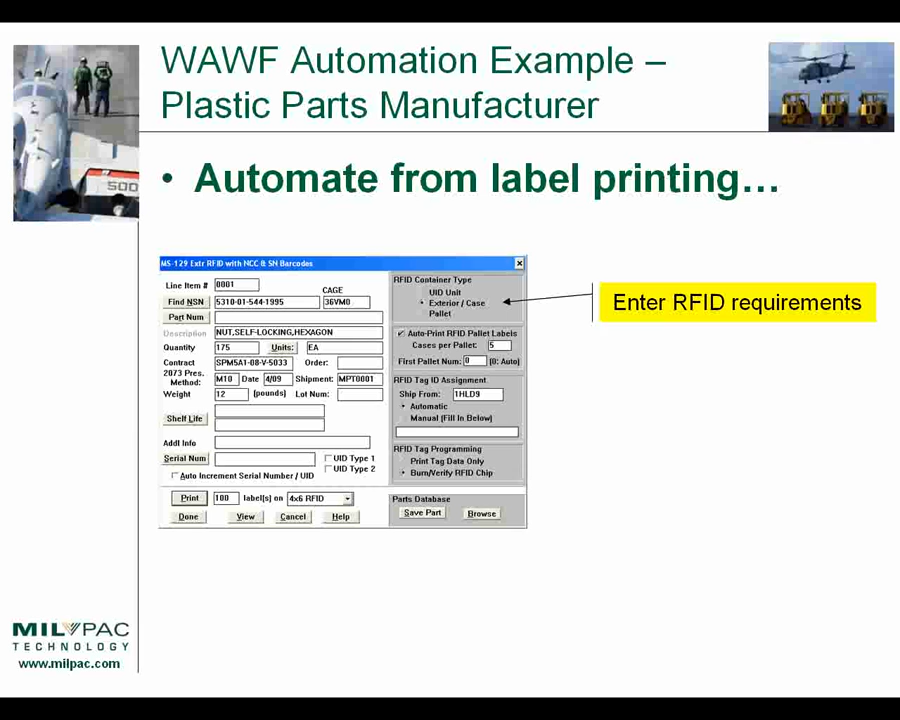 WAWF Automation Example –
Plastic Parts Manufacturer
500
• Automate from label printing…
MS-129 Extr RFID with NCC & SN Barcodes
Line Item # 0001
CAGE
Find NSN 5310-01-544-1995 36VM0
Part Num
Description NUT,SELF-LOCKING,HEXAGON
Quantity 175 Units: EA
Contract SPM5A1-08-V-5033 Order:
2073 Pres. Method: M10 Date 4/09 Shipment: MPT0001
Weight 12 (pounds) Lot Num:
Shelf Life
Addl Info
Serial Num
UID Type 1
UID Type 2
Auto Increment Serial Number / UID
Print 100 label(s) on 4x6 RFID
Done View Cancel Help
RFID Container Type
UID Unit
Exterior / Case
Pallet
Auto-Print RFID Pallet Labels
Cases per Pallet: 5
First Pallet Num: 0 (0: Auto)
RFID Tag ID Assignment
Ship From: 1HLD9
Automatic
Manual (Fill In Below)
RFID Tag Programming
Print Tag Data Only
Burn/Verify RFID Chip
Parts Database
Save Part Browse
Enter RFID requirements
MIL PAC
TECHNOLOGY
www.milpac.com